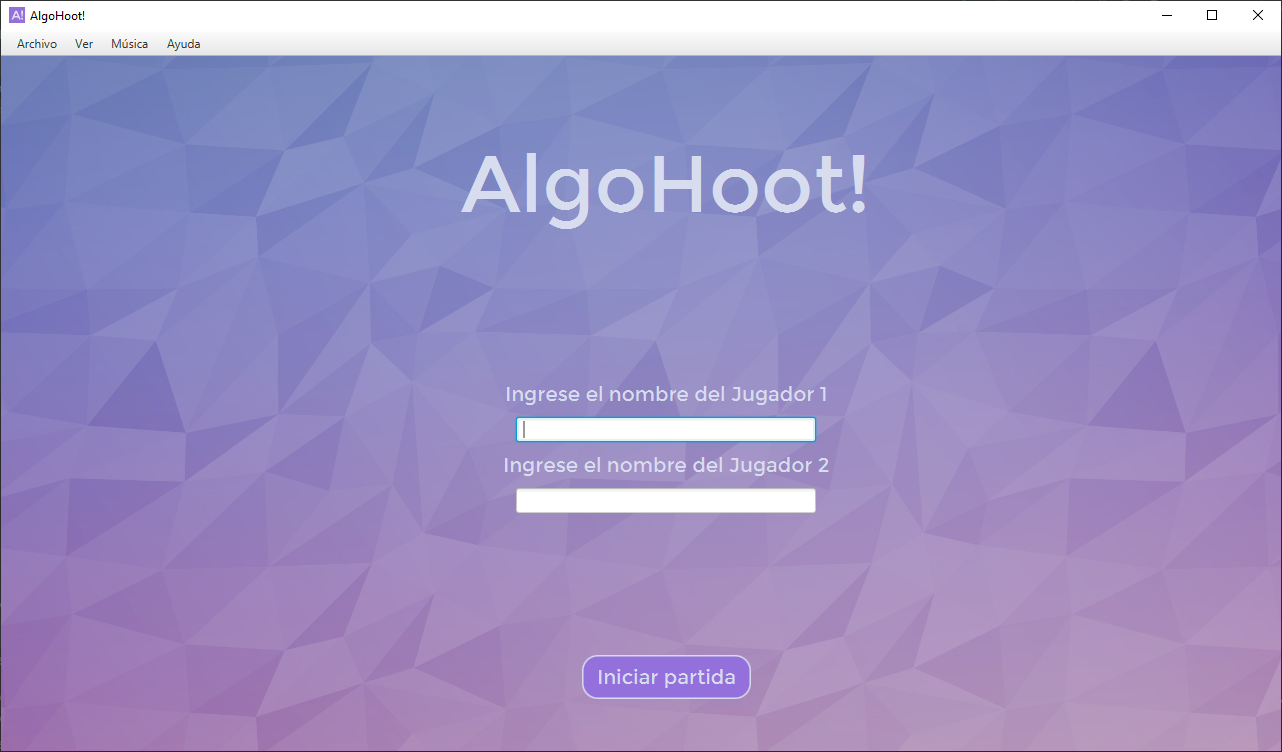 A! AlgoHoot!
Archivo Ver Música Ayuda
AlgoHoot!
Ingrese el nombre del Jugador 1
Ingrese el nombre del Jugador 2
Iniciar partida